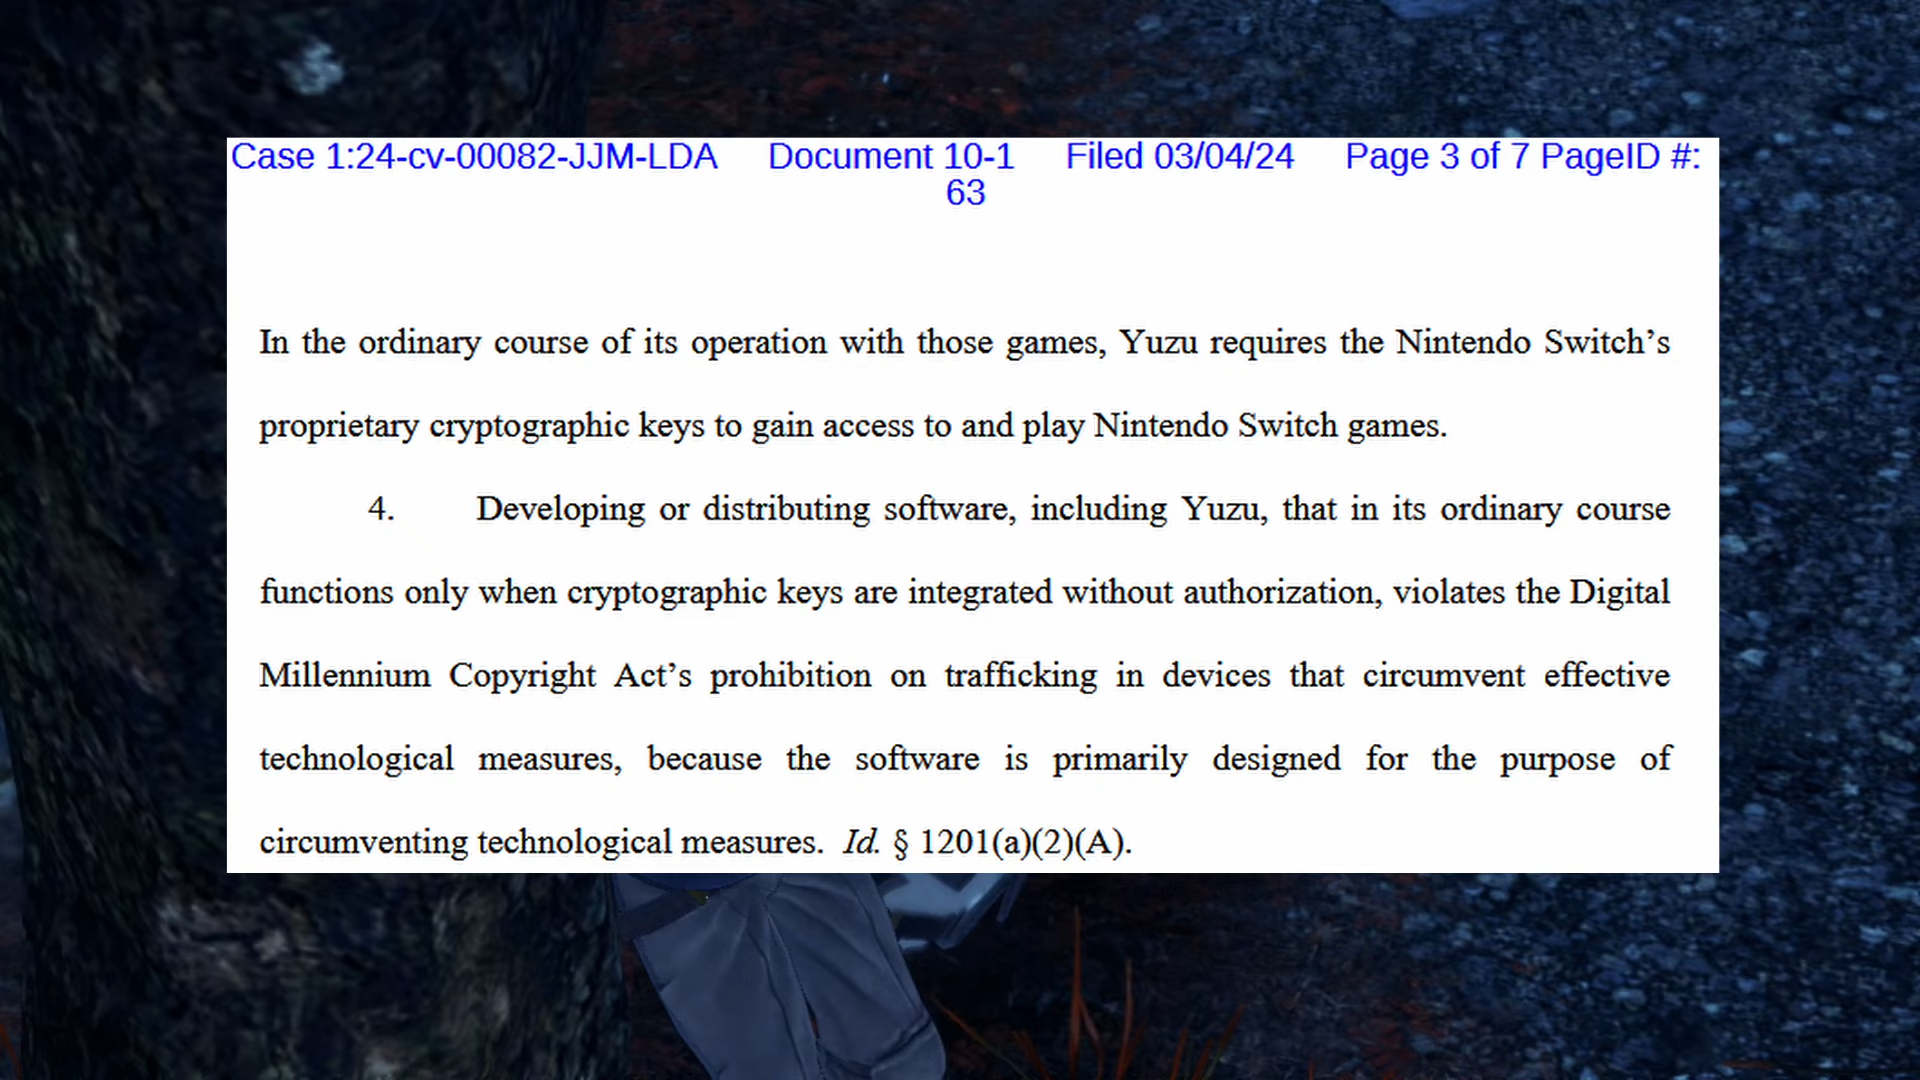 Case 1:24-cv-00082-JJM-LDA Document 10-1 Filed 03/04/24 Page 3 of 7 PageID #:
63
In the ordinary course of its operation with those games, Yuzu requires the Nintendo Switch’s
proprietary cryptographic keys to gain access to and play Nintendo Switch games.
4. Developing or distributing software, including Yuzu, that in its ordinary course
functions only when cryptographic keys are integrated without authorization, violates the Digital
Millennium Copyright Act’s prohibition on trafficking in devices that circumvent effective
technological measures, because the software is primarily designed for the purpose of
circumventing technological measures. Id. § 1201(a)(2)(A).